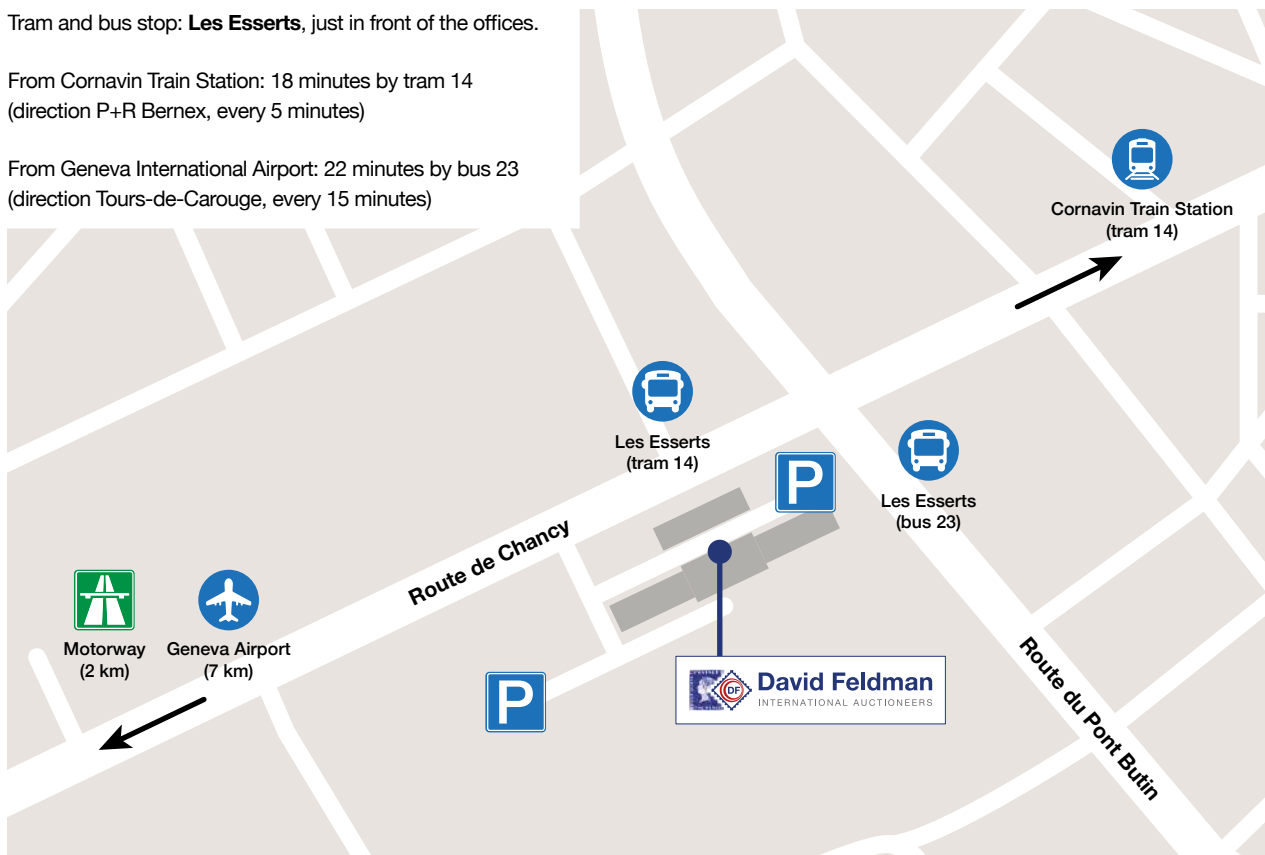 Tram and bus stop: Les Esserts, just in front of the offices.
From Cornavin Train Station: 18 minutes by tram 14
(direction P+R Bernex, every 5 minutes)
From Geneva International Airport: 22 minutes by bus 23
(direction Tours-de-Carouge, every 15 minutes)
Cornavin Train Station
(tram 14)
Les Esserts
(tram 14)
P
Les Esserts
(bus 23)
Route de Chancy
Motorway
(2 km)
Geneva Airport
(7 km)
P
DF
David Feldman
INTERNATIONAL AUCTIONEERS
Route du Pont Butin